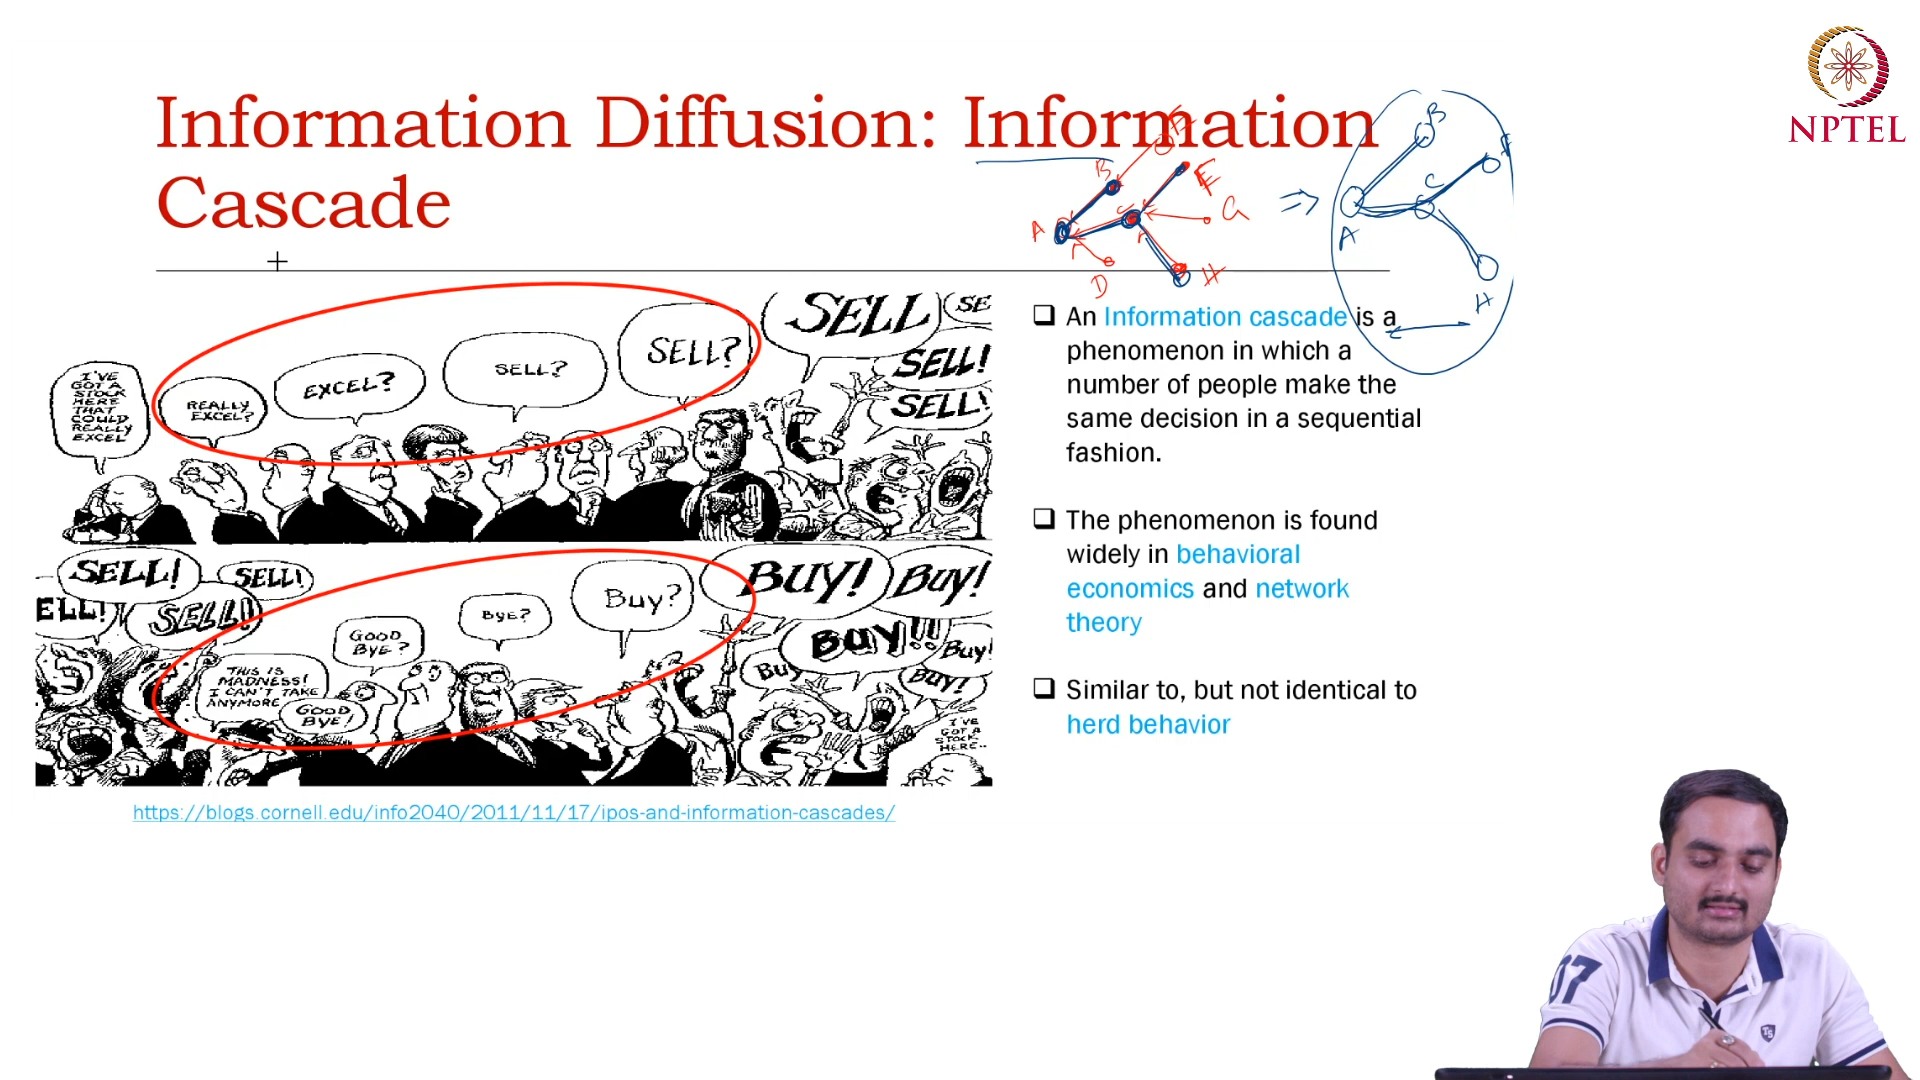 NPTEL
Information Diffusion: Information
Cascade
B
E
G
A
D
H
B
C
A
H
An Information cascade is a
phenomenon in which a
number of people make the
same decision in a sequential
fashion.
The phenomenon is found
widely in behavioral
economics and network
theory
Similar to, but not identical to
herd behavior
I'VE
GOT A
STOCK
HERE
THAT
COULD
REALLY
EXCEL
REALLY
EXCEL?
EXCEL?
SELL?
SELL?
SELL
SE
SELL!
SELL!
SELL!
SELL!
ELL!
SELL!
THIS IS
MADNESS!
I CAN'T TAKE
ANYMORE
GOOD
BYE!
GOOD
BYE?
BYE?
BUY?
BUY!
BUY!
BUY!!
BUY!
BUY
BUY!
I'VE
GOT A
STOCK
HERE..
https://blogs.cornell.edu/info2040/2011/11/17/ipos-and-information-cascades/
07